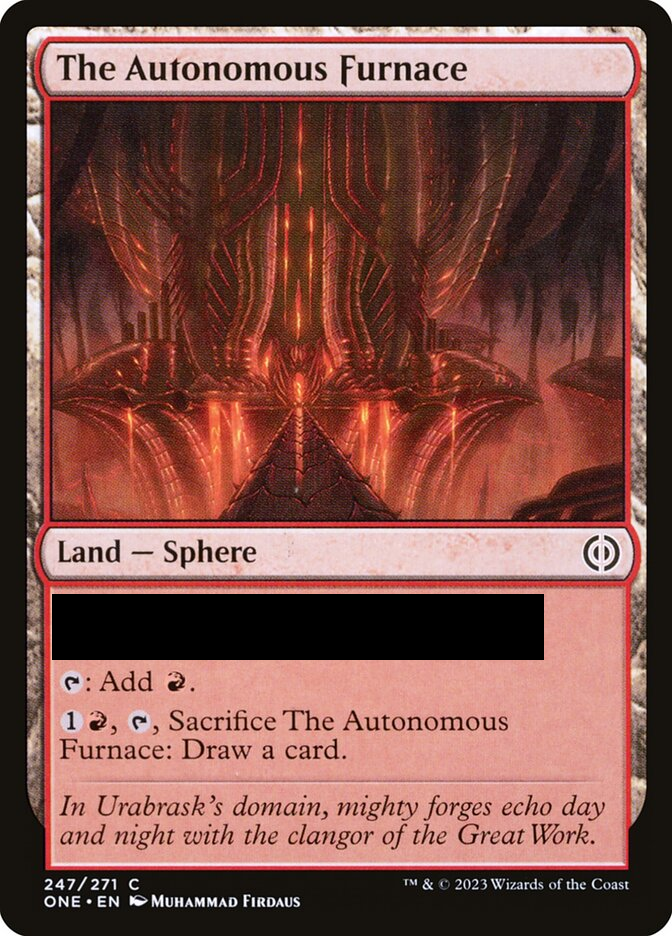 The Autonomous Furnace
Land — Sphere
: Add .
1, , Sacrifice The Autonomous
Furnace: Draw a card.
In Urabrask's domain, mighty forges echo day
and night with the clangor of the Great Work.
247/271 C
ONE • EN Muhammad Firdaus
™ & © 2023 Wizards of the Coast